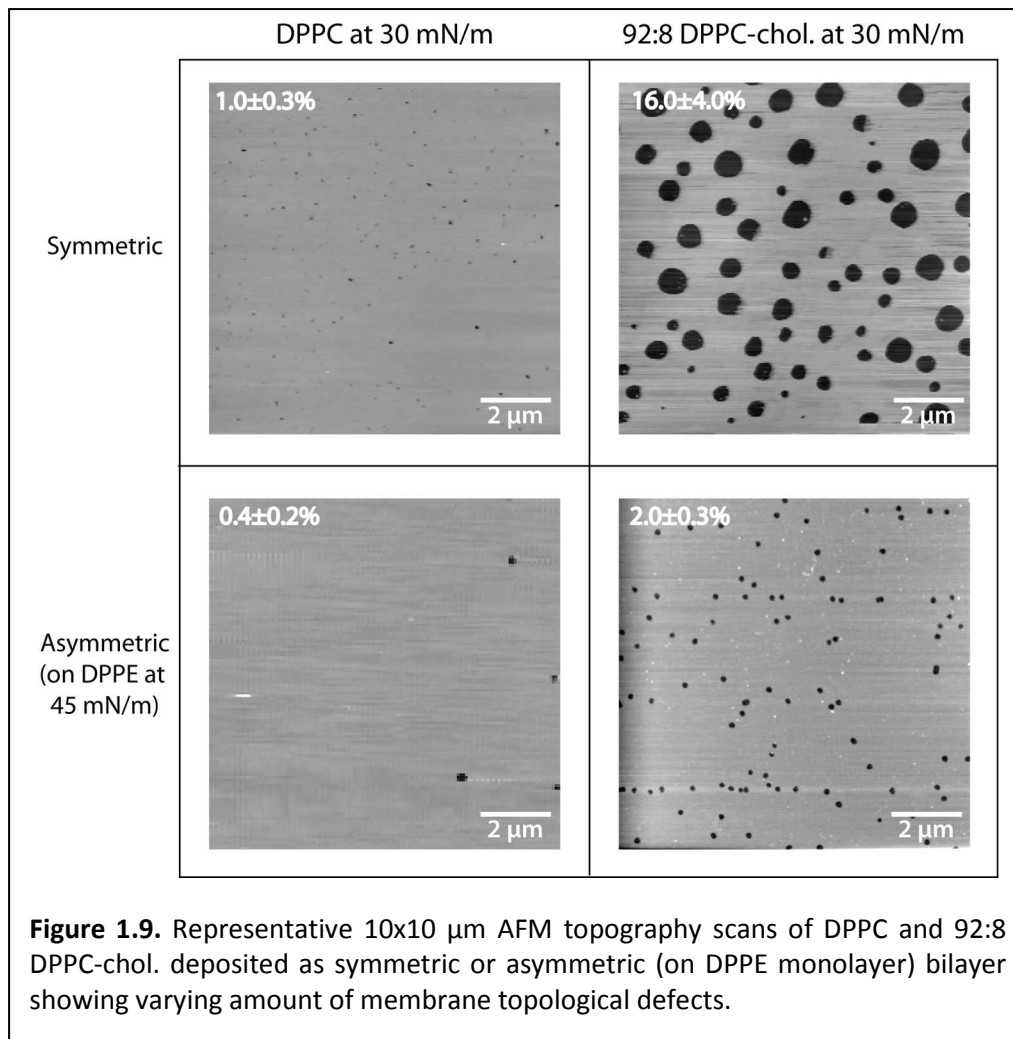 DPPC at 30 mN/m
92:8 DPPC-chol. at 30 mN/m
Symmetric
1.0±0.3%
2 μm
16.0±4.0%
2 μm
Asymmetric
(on DPPE at
45 mN/m)
0.4±0.2%
2 μm
2.0±0.3%
2 μm
Figure 1.9. Representative 10x10 μm AFM topography scans of DPPC and 92:8
DPPC-chol. deposited as symmetric or asymmetric (on DPPE monolayer) bilayer
showing varying amount of membrane topological defects.